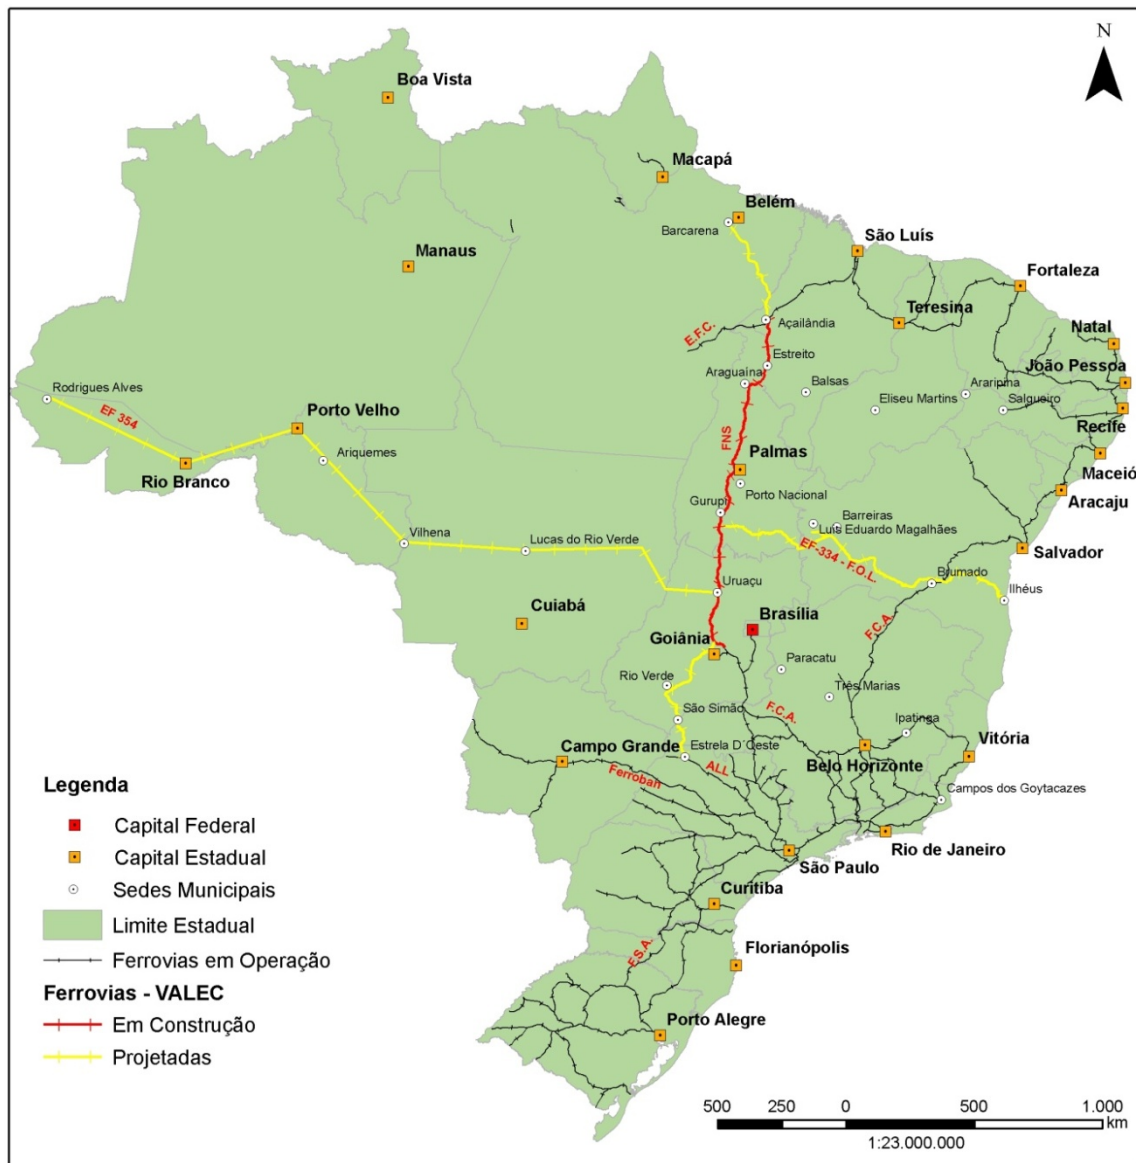 N
Boa Vista
Macapá
Belém
Barcarena
São Luís
Manaus
Fortaleza
Teresina
Açailândia
Natal
E.F.C.
Estreito
João Pessoa
Araguaína
Balsas
Araripina
Rodrigues Alves
Eliseu Martins
Salgueiro
EF 354
Porto Velho
Recife
FNS
Palmas
Maceió
Rio Branco
Ariquemes
Porto Nacional
Aracaju
Gurupi
Barreiras
Luis Eduardo Magalhães
Vilhena
Lucas do Rio Verde
EF-334 - F.O.L.
Salvador
Brumado
Uruaçu
Ilhéus
Cuiabá
Brasília
F.C.A.
Goiânia
Paracatu
Rio Verde
Três Marias
São Simão
F.C.A.
Ipatinga
Vitória
Campo Grande
Estrela D´Oeste
Belo Horizonte
Ferroban
ALL
Campos dos Goytacazes
Legenda
Capital Federal
Rio de Janeiro
Capital Estadual
São Paulo
Sedes Municipais
Curitiba
Limite Estadual
Florianópolis
F.S.A.
Ferrovias em Operação
Ferrovias - VALEC
Em Construção
Porto Alegre
Projetadas
500 250 0 500 1.000
km
1:23.000.000